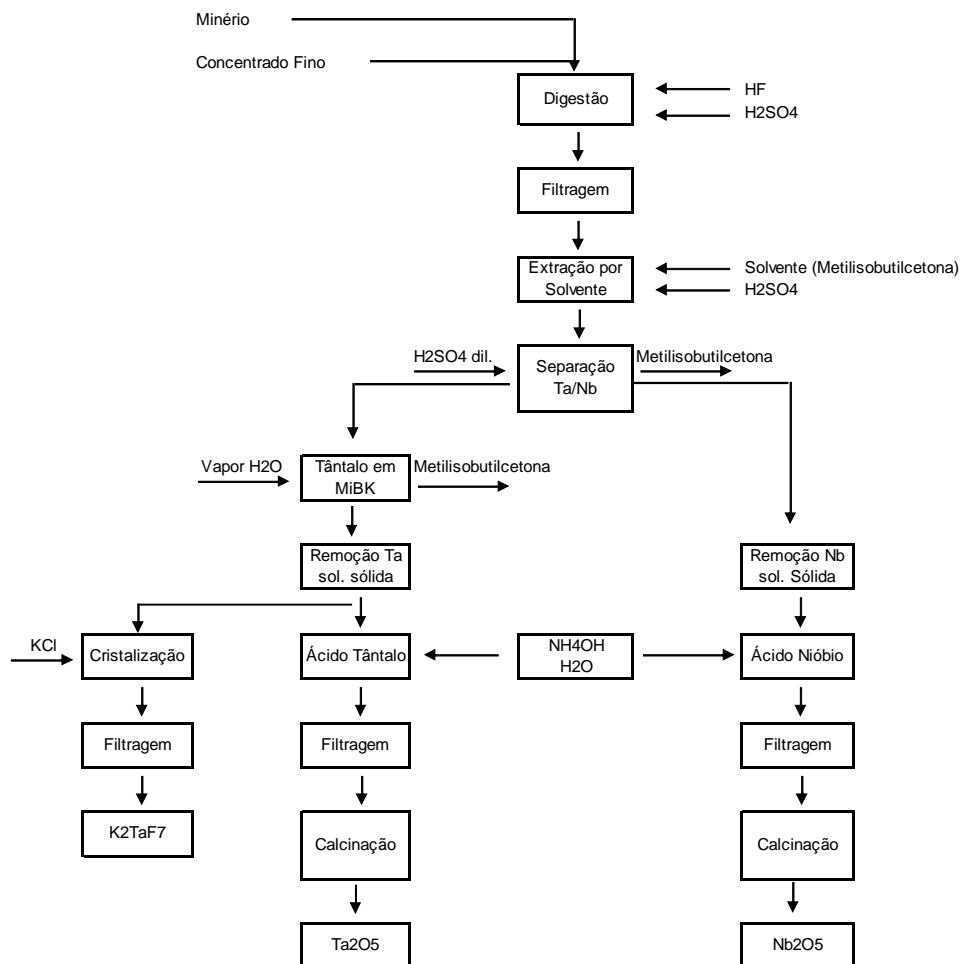 Minério
Concentrado Fino
Digestão
HF
H2SO4
Filtragem
Extração por
Solvente
Solvente (Metilisobutilcetona)
H2SO4
H2SO4 dil.
Separação
Ta/Nb
Metilisobutilcetona
Vapor H2O
Tântalo em
MiBK
Metilisobutilcetona
Remoção Ta
sol. sólida
Remoção Nb
sol. Sólida
KCl
Cristalização
Ácido Tântalo
NH4OH
H2O
Ácido Nióbio
Filtragem
Filtragem
Filtragem
K2TaF7
Calcinação
Calcinação
Ta2O5
Nb2O5